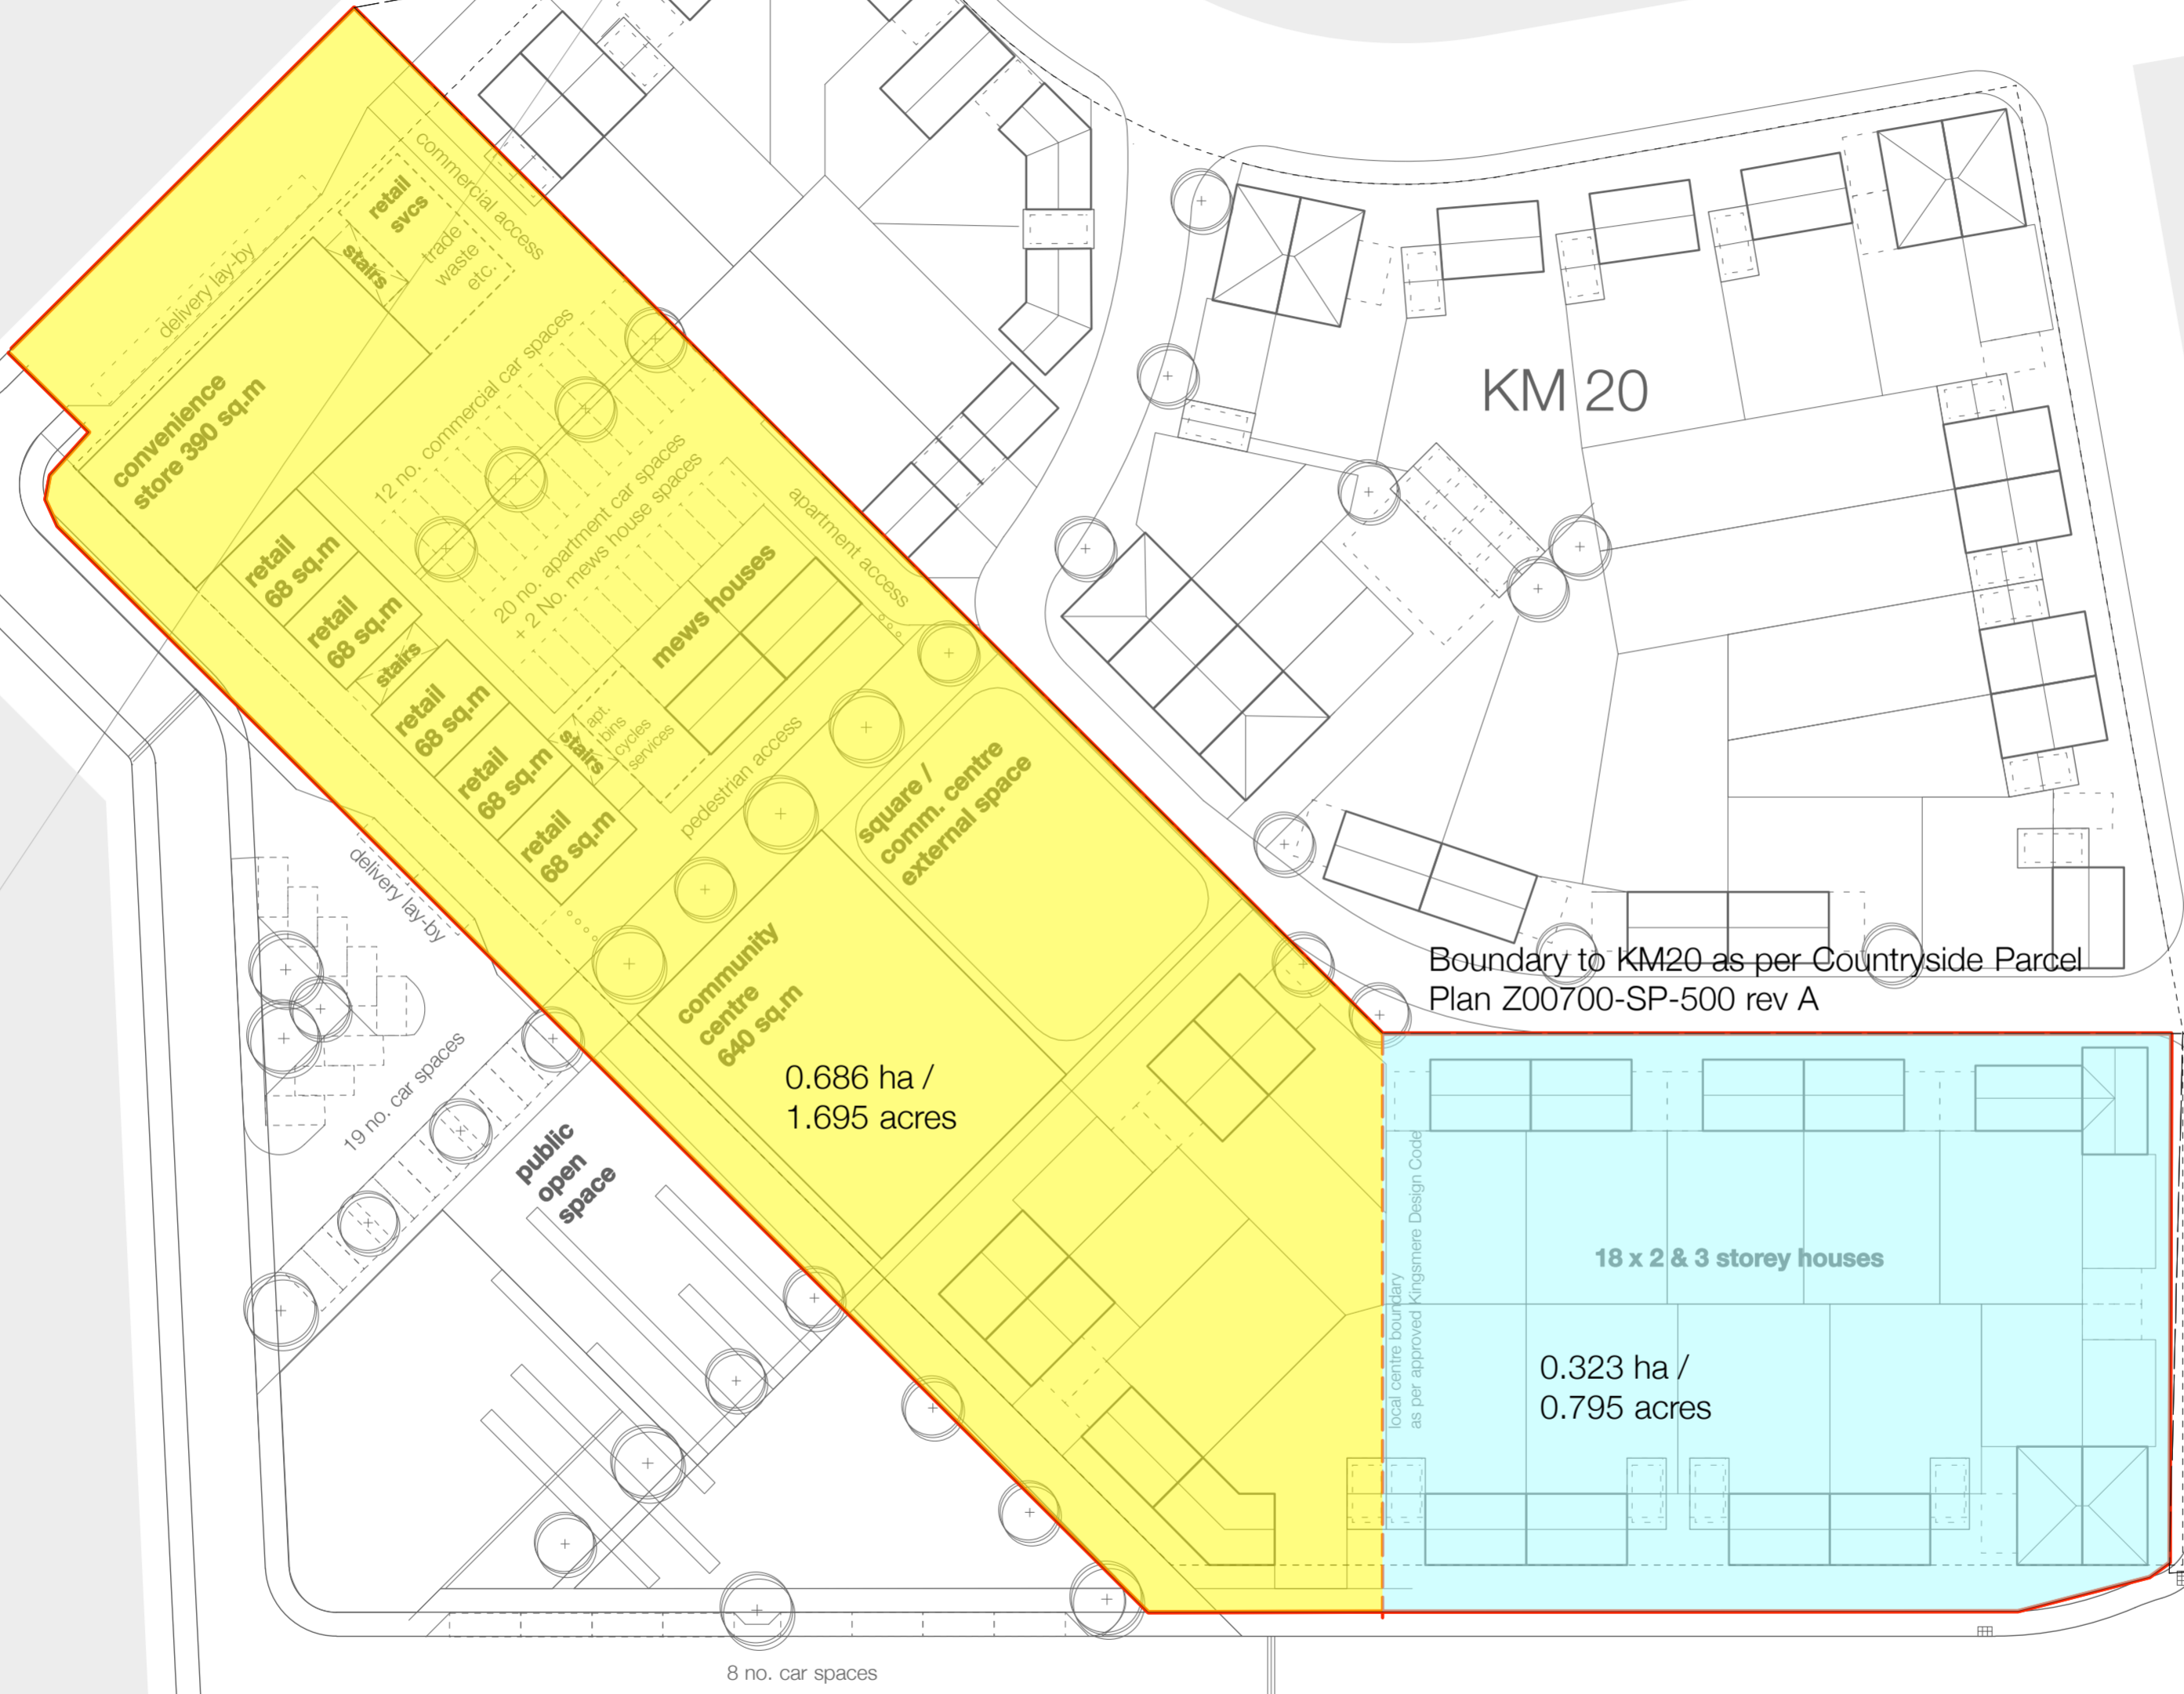 retail
svcs
commercial access
stairs
trade
waste
etc.
delivery lay-by
convenience
store 390 sq.m
12 no. commercial car spaces
20 no. apartment car spaces
+ 2 No. mews house spaces
apartment access
KM 20
retail
68 sq.m
retail
68 sq.m
stairs
mews houses
retail
68 sq.m
retail
68 sq.m
stairs
apt.
bins
cycles
services
retail
68 sq.m
pedestrian access
square /
comm. centre
external space
delivery lay-by
community
centre
640 sq.m
Boundary to KM20 as per Countryside Parcel
Plan Z00700-SP-500 rev A
0.686 ha /
1.695 acres
19 no. car spaces
public
open
space
local centre boundary
as per approved Kingsmere Design Code
18 x 2 & 3 storey houses
0.323 ha /
0.795 acres
8 no. car spaces